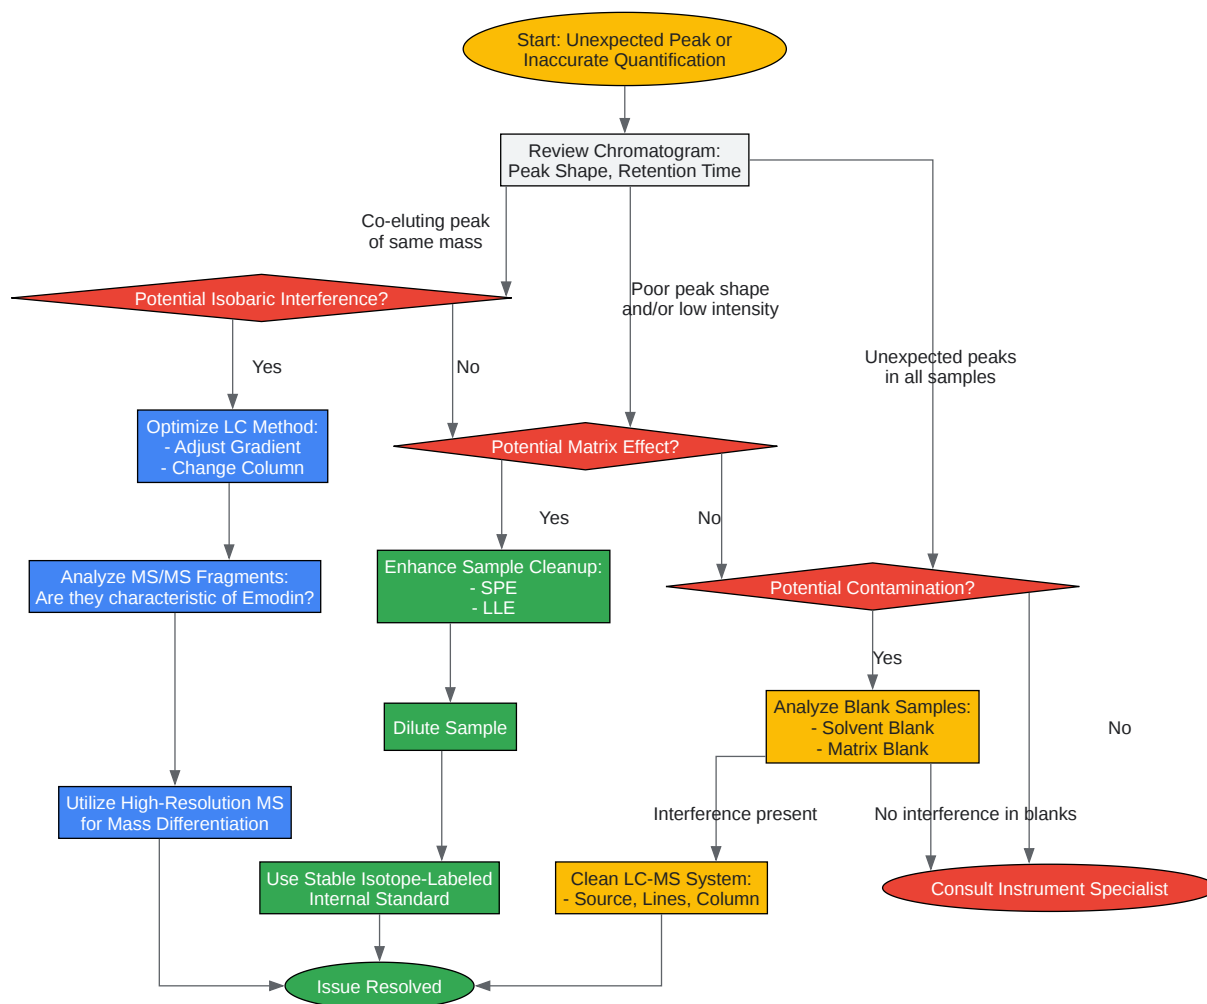 Start: Unexpected Peak or
Inaccurate Quantification
Review Chromatogram:
Peak Shape, Retention Time
Co-eluting peak
of same mass
Poor peak shape
and/or low intensity
Unexpected peaks
in all samples
Potential Isobaric Interference?
Yes
No
Optimize LC Method:
- Adjust Gradient
- Change Column
Potential Matrix Effect?
Yes
No
Analyze MS/MS Fragments:
Are they characteristic of Emodin?
Enhance Sample Cleanup:
- SPE
- LLE
Potential Contamination?
Yes
No
Dilute Sample
Analyze Blank Samples:
- Solvent Blank
- Matrix Blank
Utilize High-Resolution MS
for Mass Differentiation
Interference present
No interference in blanks
Use Stable Isotope-Labeled
Internal Standard
Clean LC-MS System:
- Source, Lines, Column
Consult Instrument Specialist
Issue Resolved